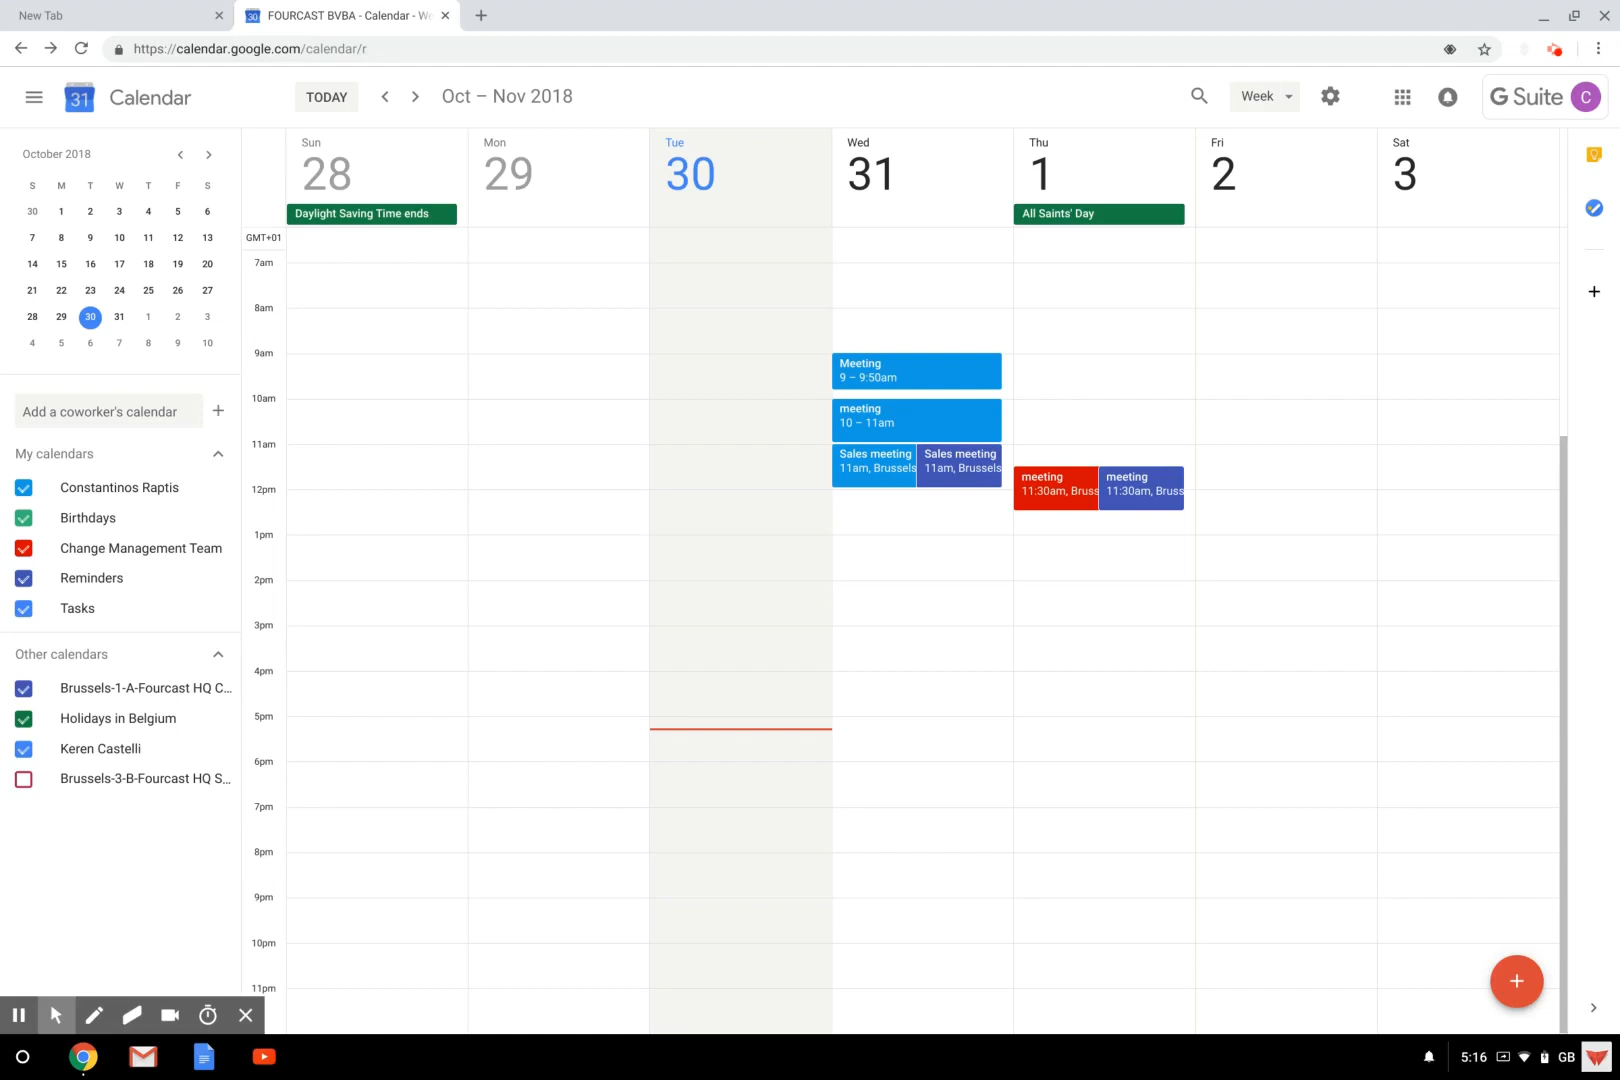 New Tab
FOURCAST BVBA - Calendar - We
https://calendar.google.com/calendar/r
31 Calendar
TODAY
Oct – Nov 2018
Week
G Suite C
October 2018
S M T W T F S
30 1 2 3 4 5 6
7 8 9 10 11 12 13
14 15 16 17 18 19 20
21 22 23 24 25 26 27
28 29 30 31 1 2 3
4 5 6 7 8 9 10
Add a coworker's calendar
My calendars
Constantinos Raptis
Birthdays
Change Management Team
Reminders
Tasks
Other calendars
Brussels-1-A-Fourcast HQ C...
Holidays in Belgium
Keren Castelli
Brussels-3-B-Fourcast HQ S...
Sun Mon Tue Wed Thu Fri Sat
28 29 30 31 1 2 3
Daylight Saving Time ends
All Saints' Day
GMT+01
7am
8am
9am
10am
11am
12pm
1pm
2pm
3pm
4pm
5pm
6pm
7pm
8pm
9pm
10pm
11pm
Meeting
9 – 9:50am
meeting
10 – 11am
Sales meeting
11am, Brussels
Sales meeting
11am, Brussels
meeting
11:30am, Bruss
meeting
11:30am, Bruss
5:16
GB